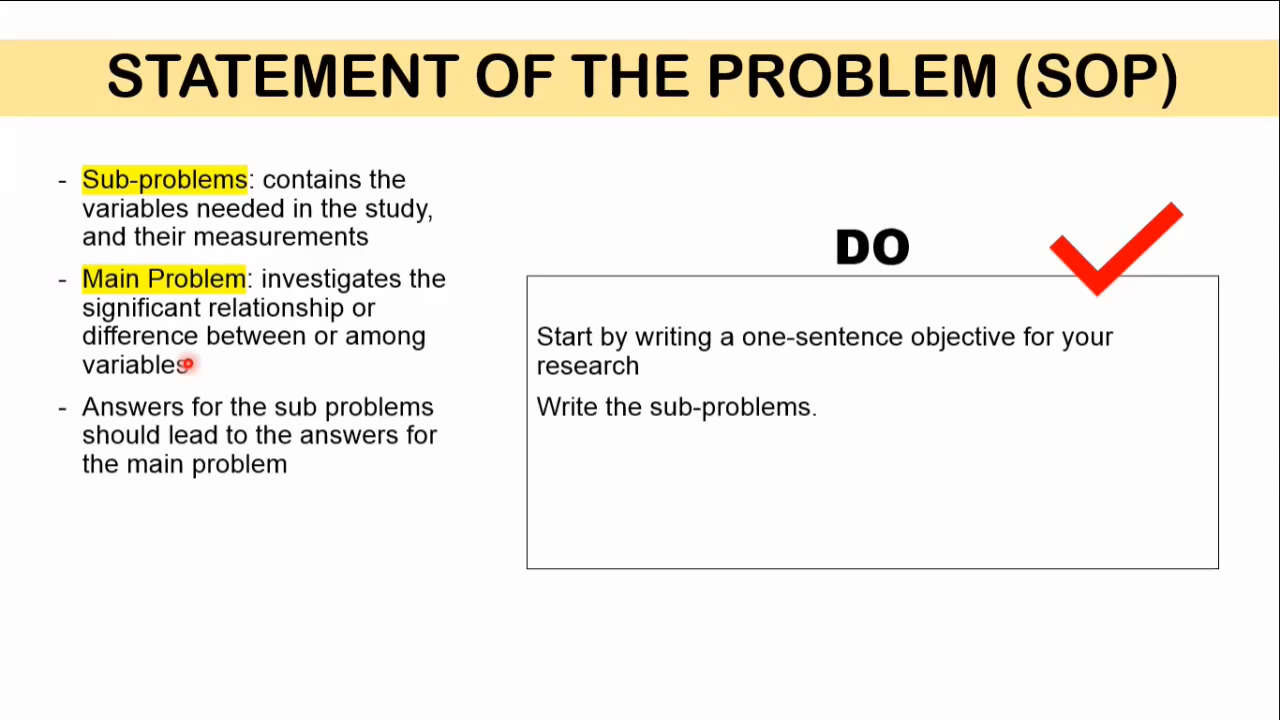 STATEMENT OF THE PROBLEM (SOP)
- Sub-problems: contains the
variables needed in the study,
and their measurements
- Main Problem: investigates the
significant relationship or
difference between or among
variables
- Answers for the sub problems
should lead to the answers for
the main problem
DO
Start by writing a one-sentence objective for your
research
Write the sub-problems.